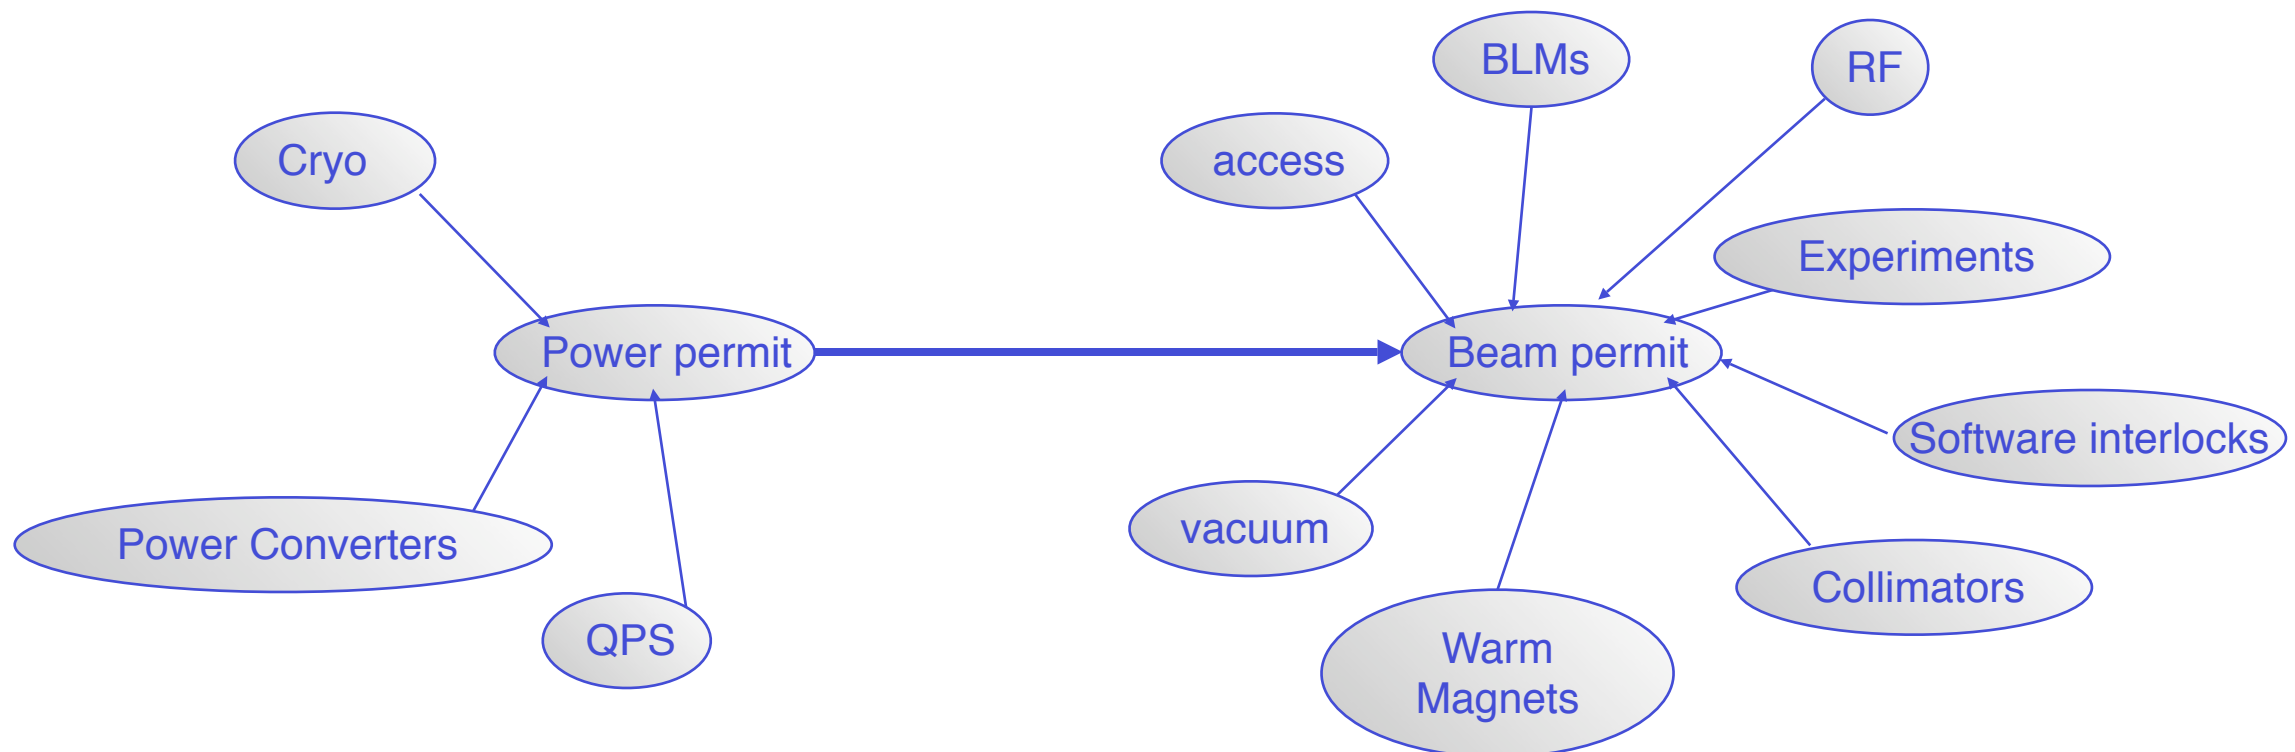 BLMs
RF
Cryo
access
Experiments
Power permit
Beam permit
Software interlocks
vacuum
Power Converters
Collimators
QPS
Warm
Magnets